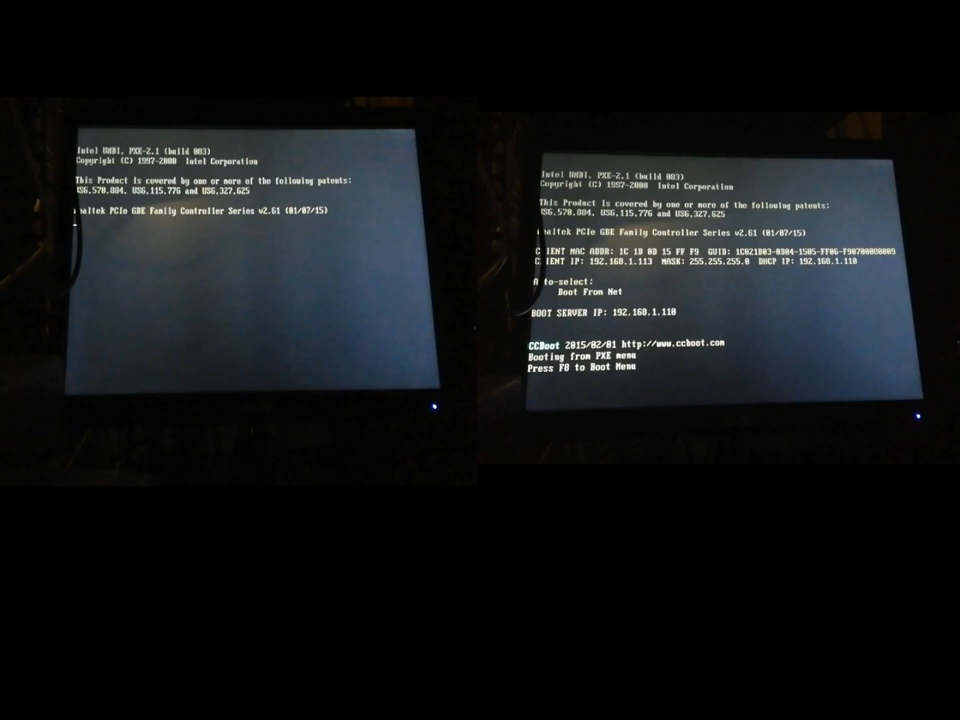 Intel UNDI, PXE-2.1 (build 083)
Copyright (C) 1997-2000 Intel Corporation
This Product is covered by one or more of the following patents:
US6,570,884, US6,115,776 and US6,327,625
ealtek PCIe GBE Family Controller Series v2.61 (01/07/15)
Intel UNDI, PXE-2.1 (build 083)
Copyright (C) 1997-2000 Intel Corporation
This Product is covered by one or more of the following patents:
US6,570,884, US6,115,776 and US6,327,625
ealtek PCIe GBE Family Controller Series v2.61 (01/07/15)
CLIENT MAC ADDR: 1C 1B 0D 15 FF F9 GUID:
CLIENT IP: 192.168.1.113 MASK: 255.255.255.0 DHCP IP: 192.168.1.110
A to-select:
Boot From Net
BOOT SERVER IP: 192.168.1.110
CCBoot 2015/02/01 http://www.ccboot.com
Booting from PXE menu
Press F8 to Boot Menu